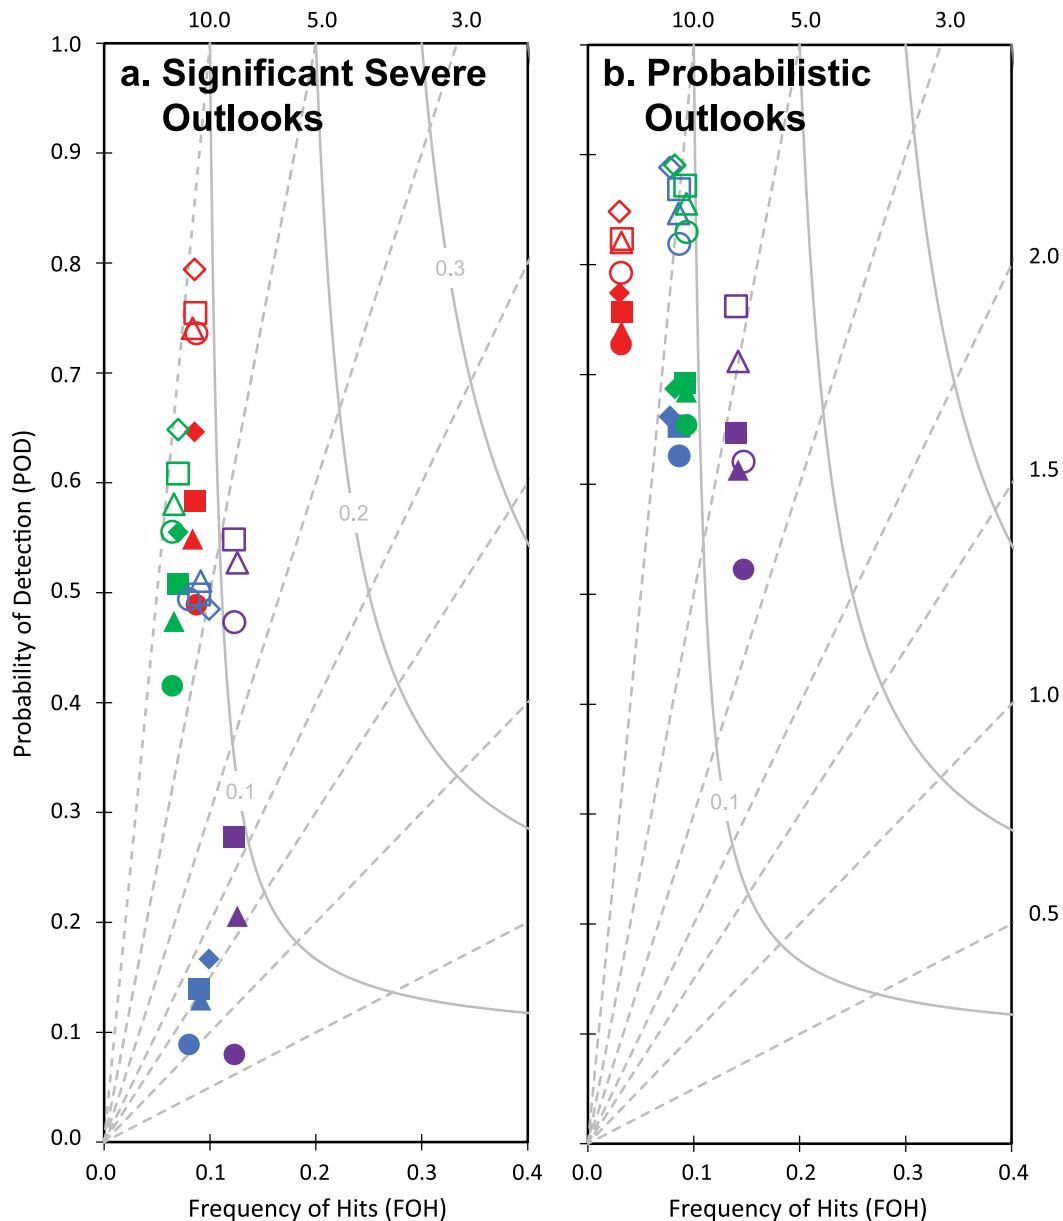 10.0 5.0 3.0 10.0 5.0 3.0
a. Significant Severe
Outlooks
b. Probabilistic
Outlooks
1.0
0.9
0.8
0.7
0.6
0.5
0.4
0.3
0.2
0.1
0.0
Probability of Detection (POD)
0.3
0.2
0.1
0.1
2.0
1.5
1.0
0.5
0.0 0.1 0.2 0.3 0.4
Frequency of Hits (FOH)
0.0 0.1 0.2 0.3 0.4
Frequency of Hits (FOH)